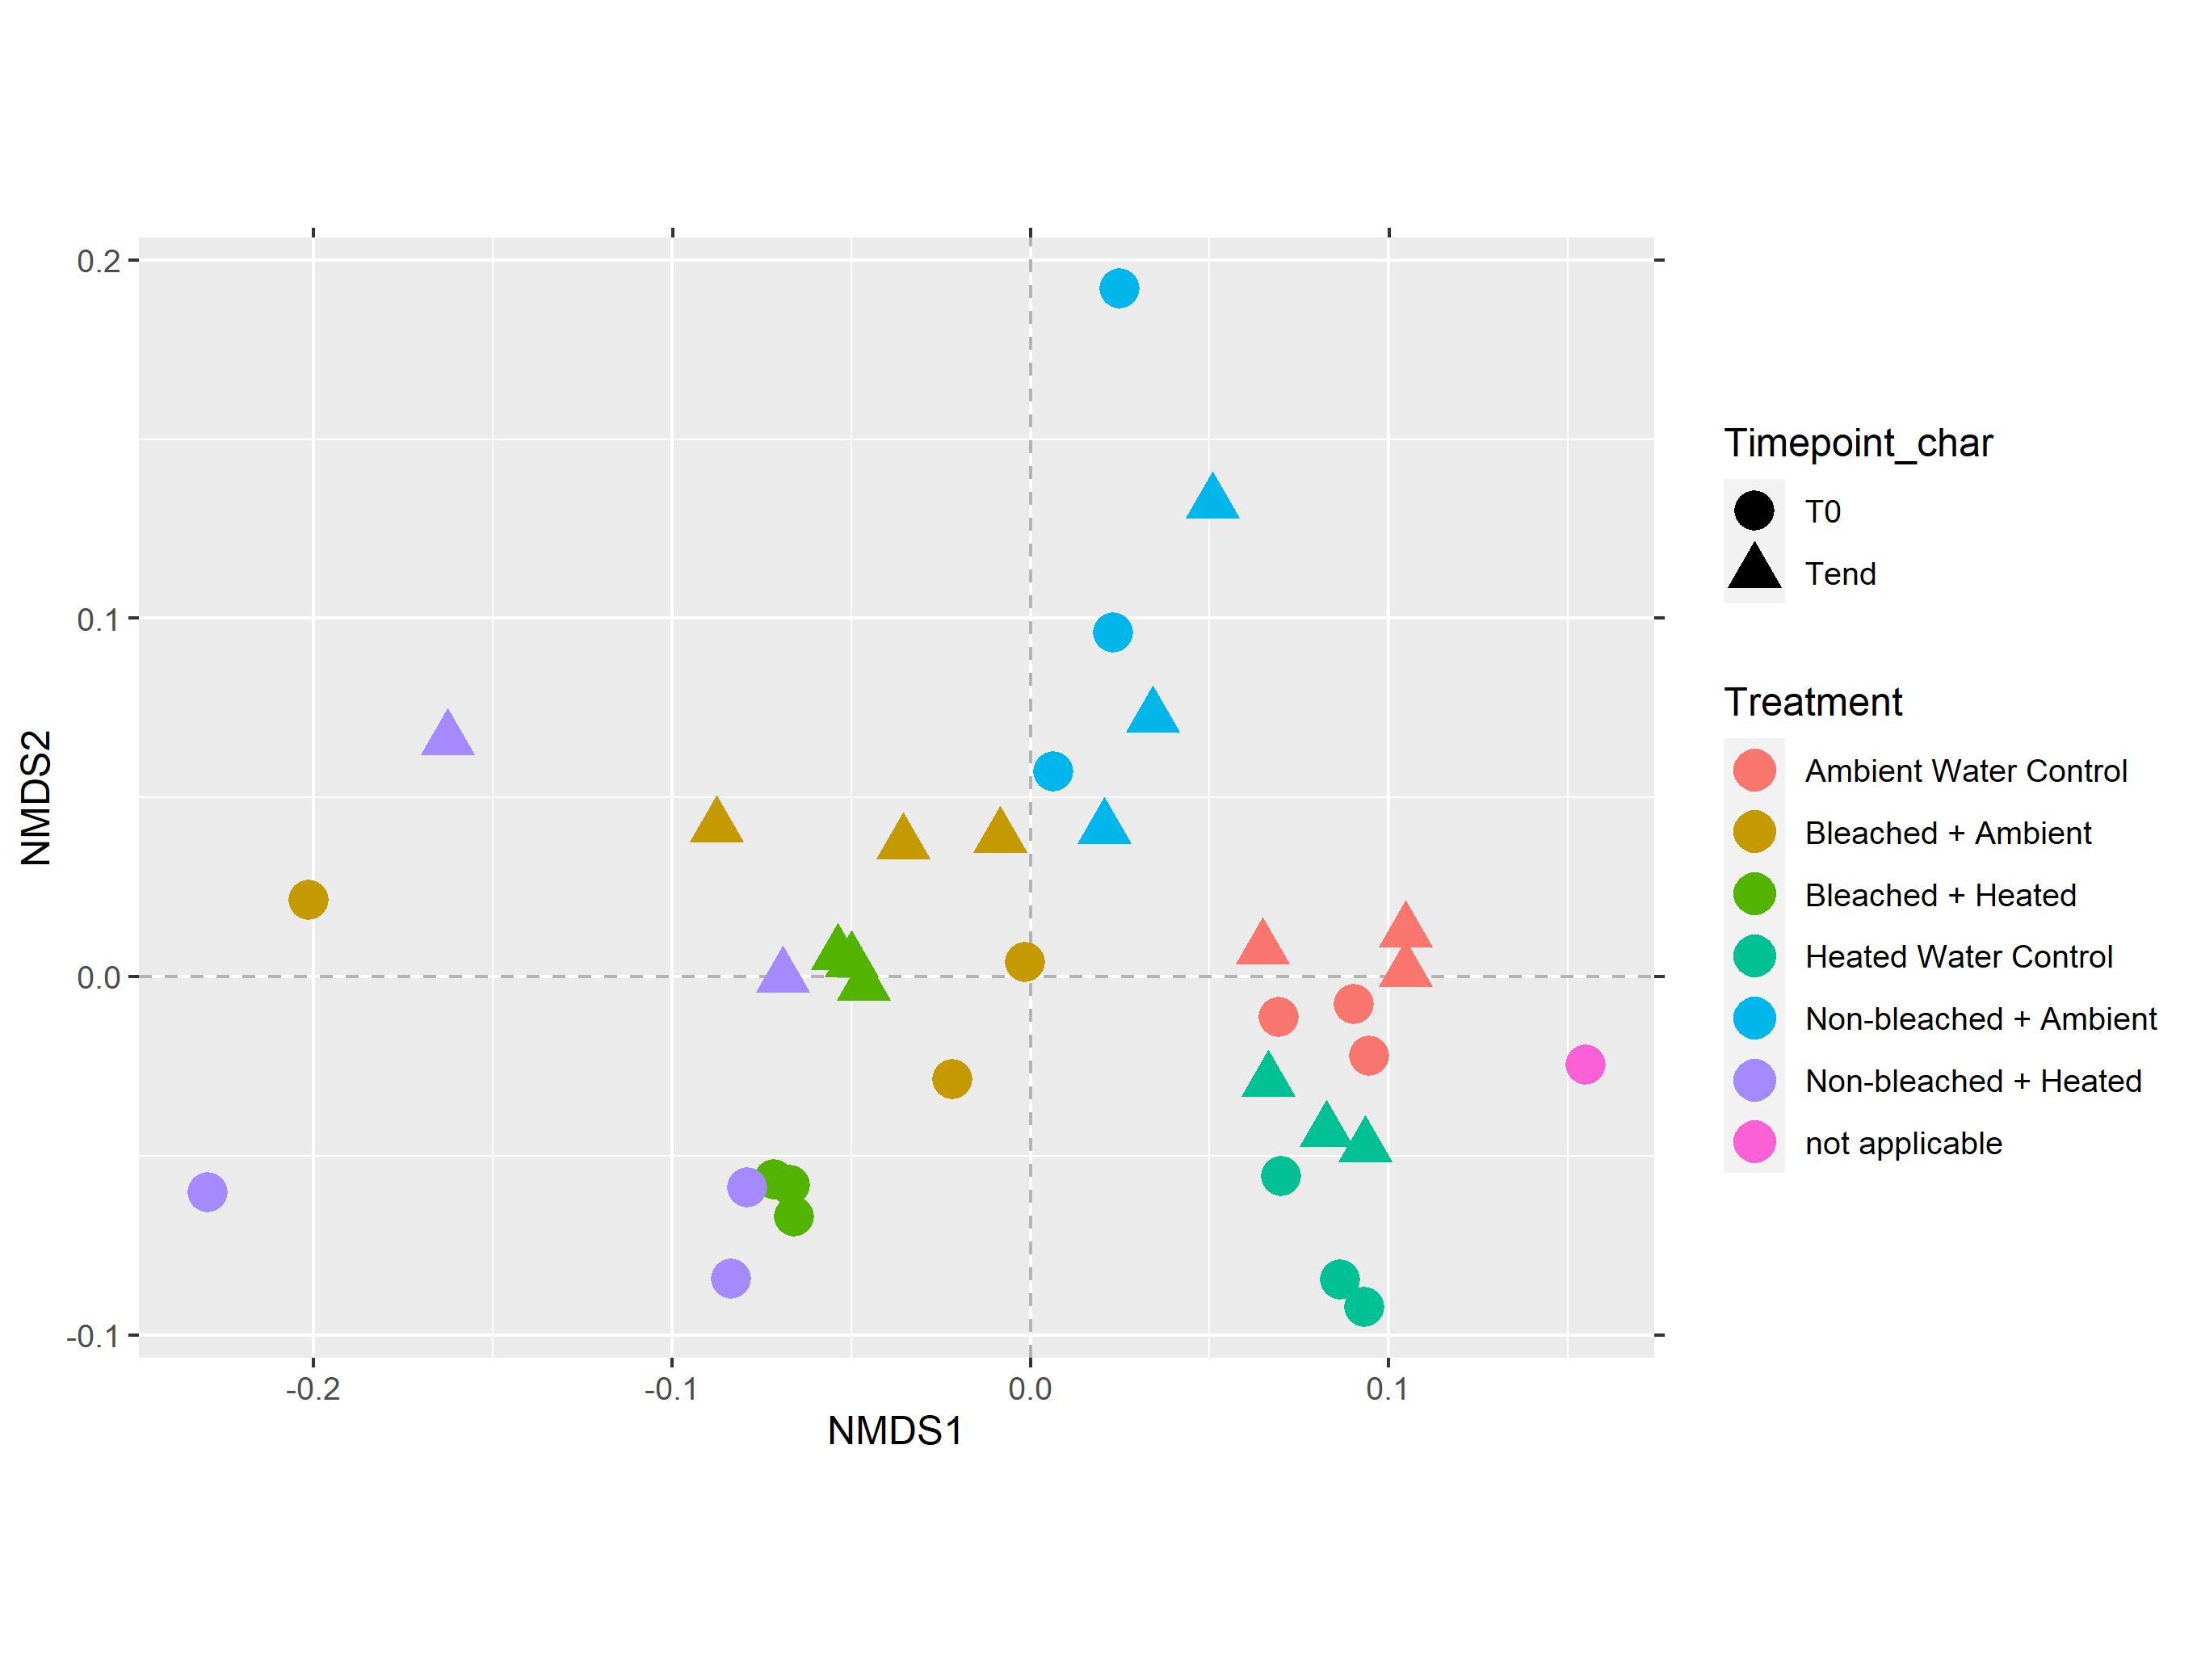 0.2
0.1
0.0
-0.1
NMDS2
-0.2
-0.1
0.0
0.1
NMDS1
Timepoint_char
T0
Tend
Treatment
Ambient Water Control
Bleached + Ambient
Bleached + Heated
Heated Water Control
Non-bleached + Ambient
Non-bleached + Heated
not applicable